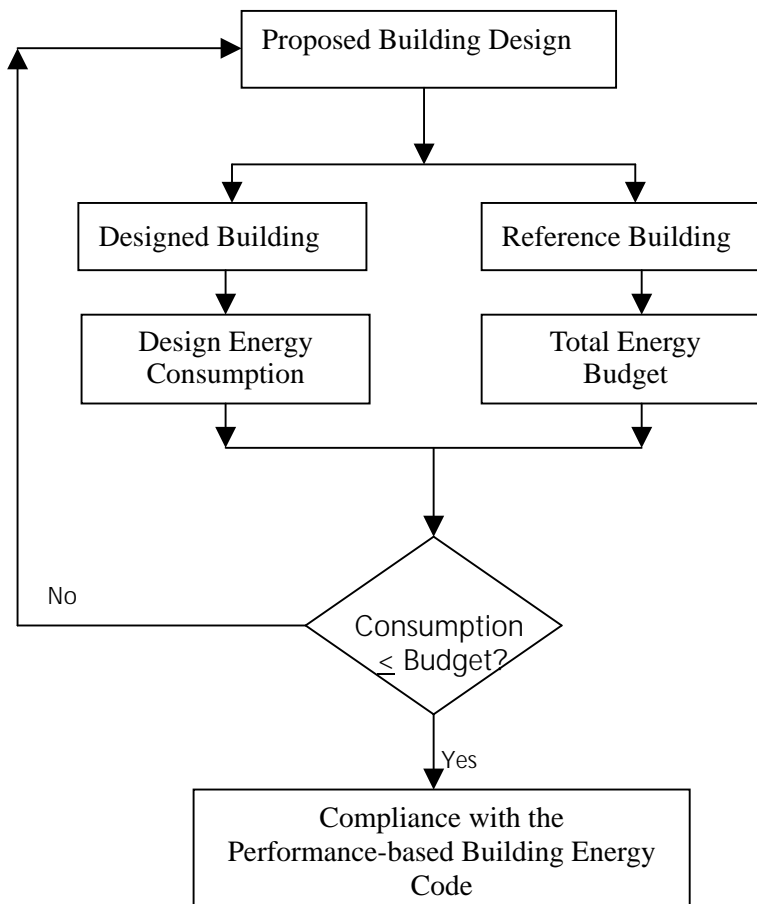 Proposed Building Design
Designed Building
Reference Building
Design Energy
Consumption
Total Energy
Budget
No
Consumption
≤ Budget?
Yes
Compliance with the
Performance-based Building Energy
Code